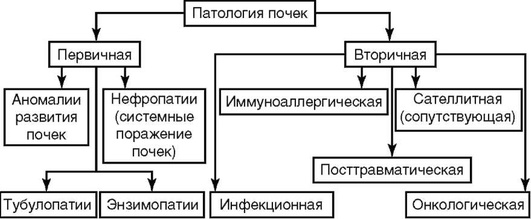 Патология почек
Первичная
Вторичная
Аномалии
развития
почек
Нефропатии
(системные
поражение
почек)
Иммуноаллергическая
Сателлитная
(сопутствующая)
Посттравматическая
Тубулопатии
Энзимопатии
Инфекционная
Онкологическая